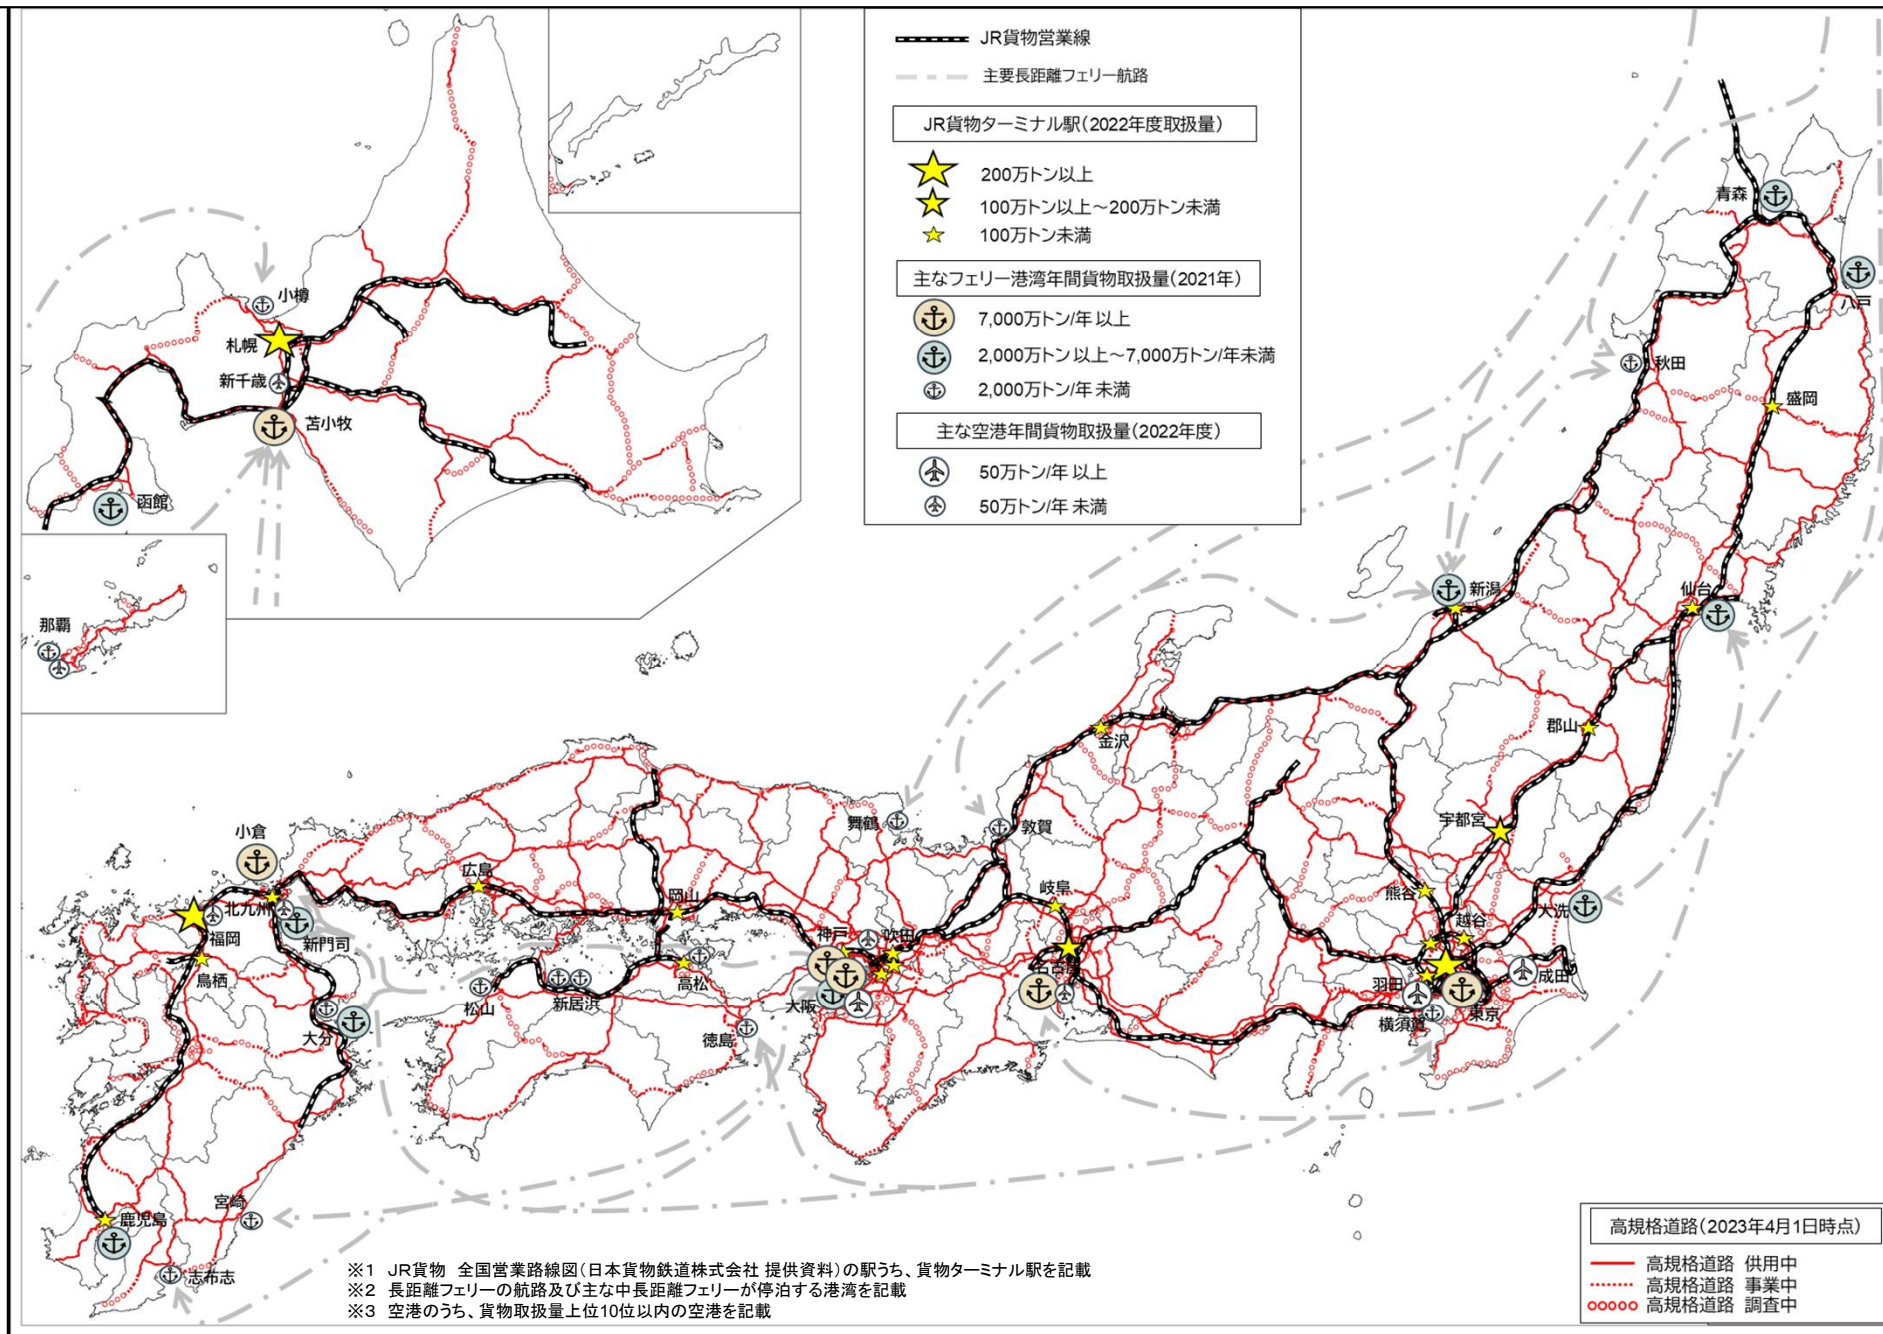 JR貨物営業線
主要長距離フェリー航路
JR貨物ターミナル駅(2022年度取扱量)
200万トン以上
100万トン以上～200万トン未満
100万トン未満
主なフェリー港湾年間貨物取扱量(2021年)
7,000万トン/年 以上
2,000万トン 以上～7,000万トン/年未満
2,000万トン/年 未満
主な空港年間貨物取扱量(2022年度)
50万トン/年 以上
50万トン/年 未満
小樽
札幌
新千歳
苫小牧
函館
那覇
青森
八戸
秋田
盛岡
新潟
仙台
郡山
金沢
宇都宮
熊谷
越谷
大洗
成田
羽田
東京
横須賀
舞鶴
敦賀
岐阜
名古屋
小倉
広島
岡山
神戸
吹田
北九州
福岡
新門司
鳥栖
高松
松山
新居浜
大阪
徳島
大分
宮崎
鹿児島
志布志
※1 JR貨物 全国営業路線図(日本貨物鉄道株式会社 提供資料)の駅うち、貨物ターミナル駅を記載
※2 長距離フェリーの航路及び主な中長距離フェリーが停泊する港湾を記載
※3 空港のうち、貨物取扱量上位10位以内の空港を記載
高規格道路(2023年4月1日時点)
高規格道路 供用中
高規格道路 事業中
高規格道路 調査中